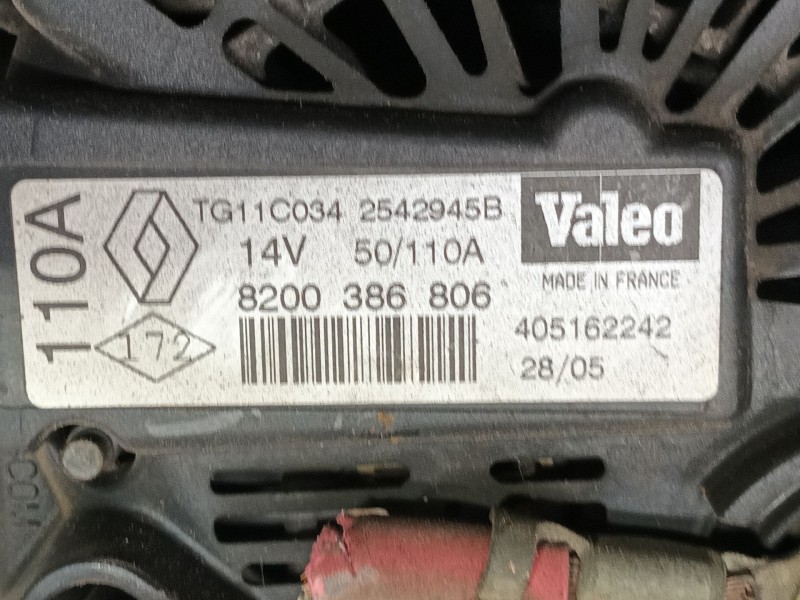 110A
TG11C034 2542945B
Valeo
14V 50/110A
MADE IN FRANCE
8200 386 806
172
405162242
28/05